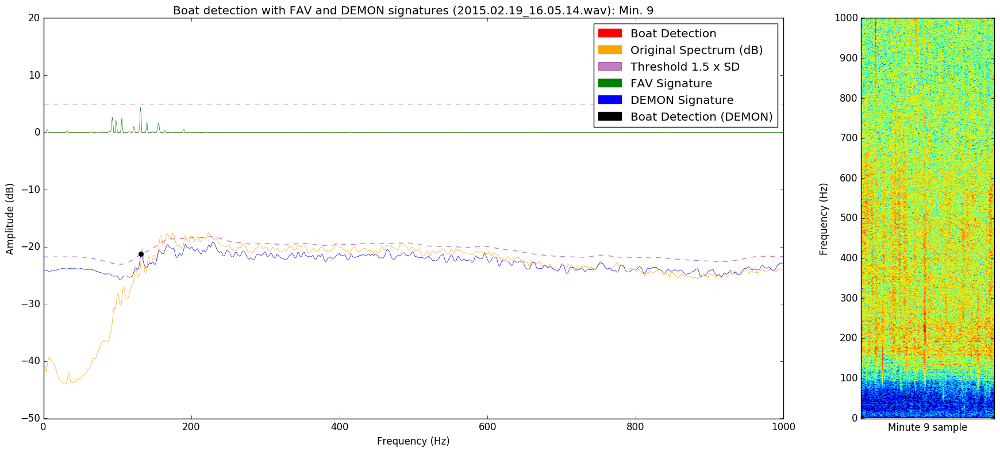 Boat detection with FAV and DEMON signatures (2015.02.19_16.05.14.wav): Min. 9
20
10
0
−10
−20
−30
−40
−50
Amplitude (dB)
0
200
400
600
800
1000
Frequency (Hz)
Boat Detection
Original Spectrum (dB)
Threshold 1.5 x SD
FAV Signature
DEMON Signature
Boat Detection (DEMON)
1000
900
800
700
600
500
400
300
200
100
0
Frequency (Hz)
Minute 9 sample